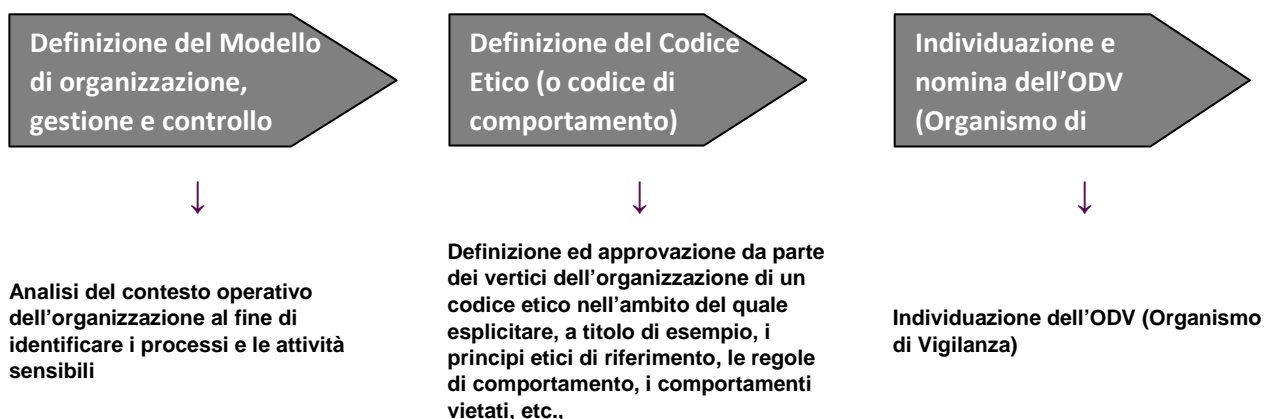 Definizione del Modello
di organizzazione,
gestione e controllo
↓
Analisi del contesto operativo
dell’organizzazione al fine di
identificare i processi e le attività
sensibili
Definizione del Codice
Etico (o codice di
comportamento)
↓
Definizione ed approvazione da parte
dei vertici dell’organizzazione di un
codice etico nell’ambito del quale
esplicitare, a titolo di esempio, i
principi etici di riferimento, le regole
di comportamento, i comportamenti
vietati, etc.,
Individuazione e
nomina dell’ODV
(Organismo di
↓
Individuazione dell’ODV (Organismo
di Vigilanza)